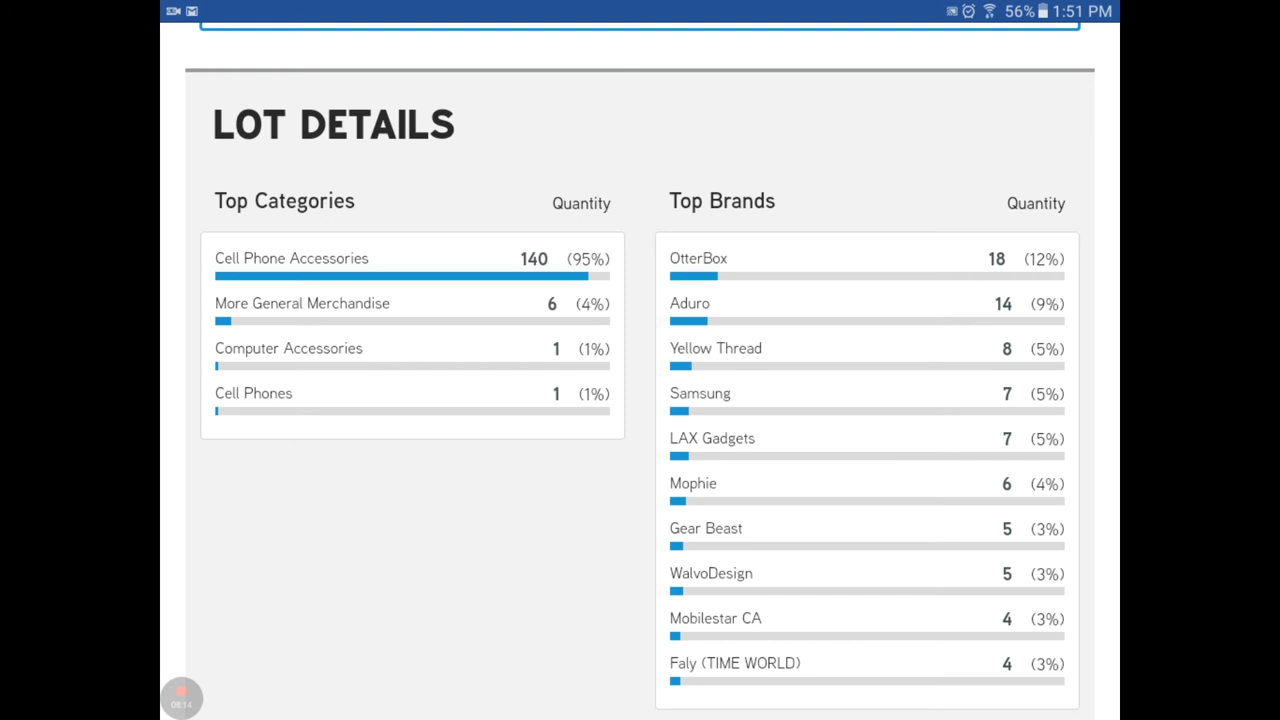 56% 1:51 PM
LOT DETAILS
Top Categories Quantity
Cell Phone Accessories 140 (95%)
More General Merchandise 6 (4%)
Computer Accessories 1 (1%)
Cell Phones 1 (1%)
Top Brands Quantity
OtterBox 18 (12%)
Aduro 14 (9%)
Yellow Thread 8 (5%)
Samsung 7 (5%)
LAX Gadgets 7 (5%)
Mophie 6 (4%)
Gear Beast 5 (3%)
WalvoDesign 5 (3%)
Mobilestar CA 4 (3%)
Faly (TIME WORLD) 4 (3%)